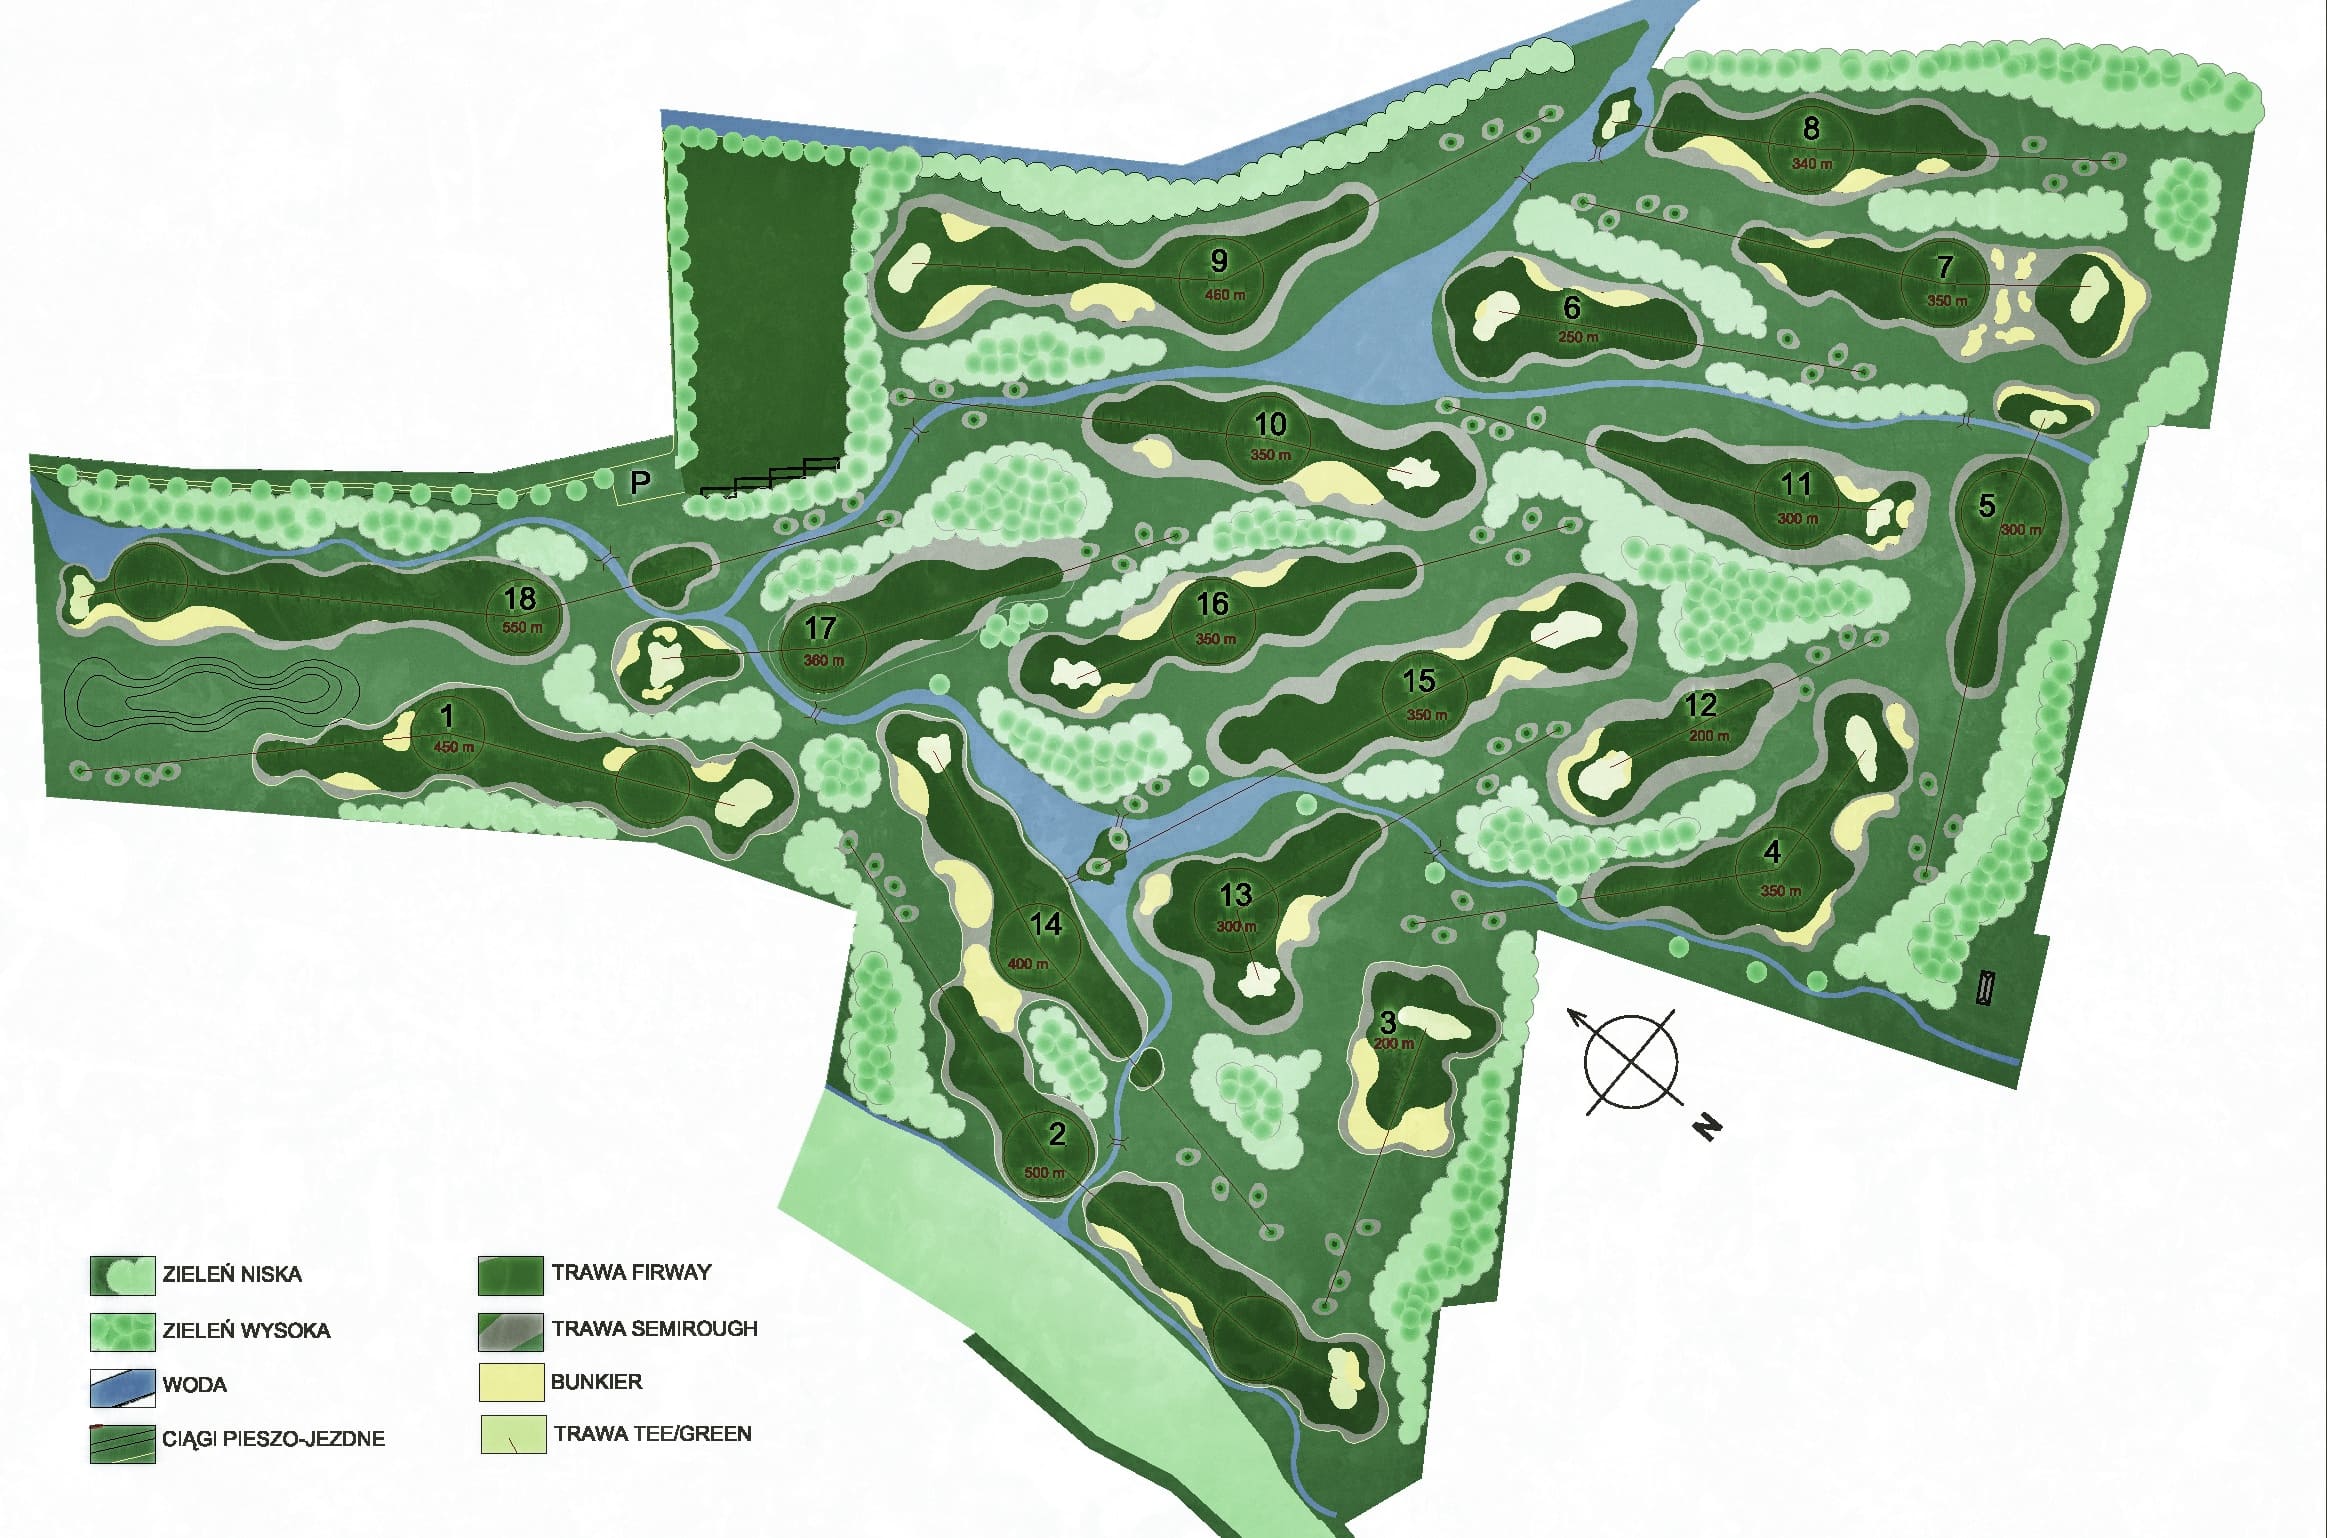 8
340 m
9
460 m
7
350 m
6
250 m
10
350 m
P
11
300 m
5
300 m
18
550 m
17
360 m
16
350 m
15
350 m
12
200 m
1
450 m
4
350 m
13
300 m
14
400 m
3
200 m
2
500 m
N
ZIELEŃ NISKA
ZIELEŃ WYSOKA
WODA
CIĄGI PIESZO-JEZDNE
TRAWA FIRWAY
TRAWA SEMIROUGH
BUNKIER
TRAWA TEE/GREEN